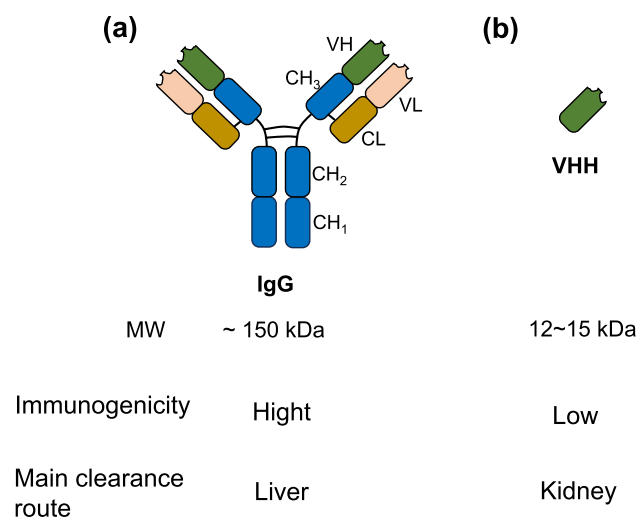 (a)
(b)
VH
CH₃
VL
CL
VHH
CH₂
CH₁
IgG
MW ~ 150 kDa 12~15 kDa
Immunogenicity Hight Low
Main clearance
route Liver Kidney